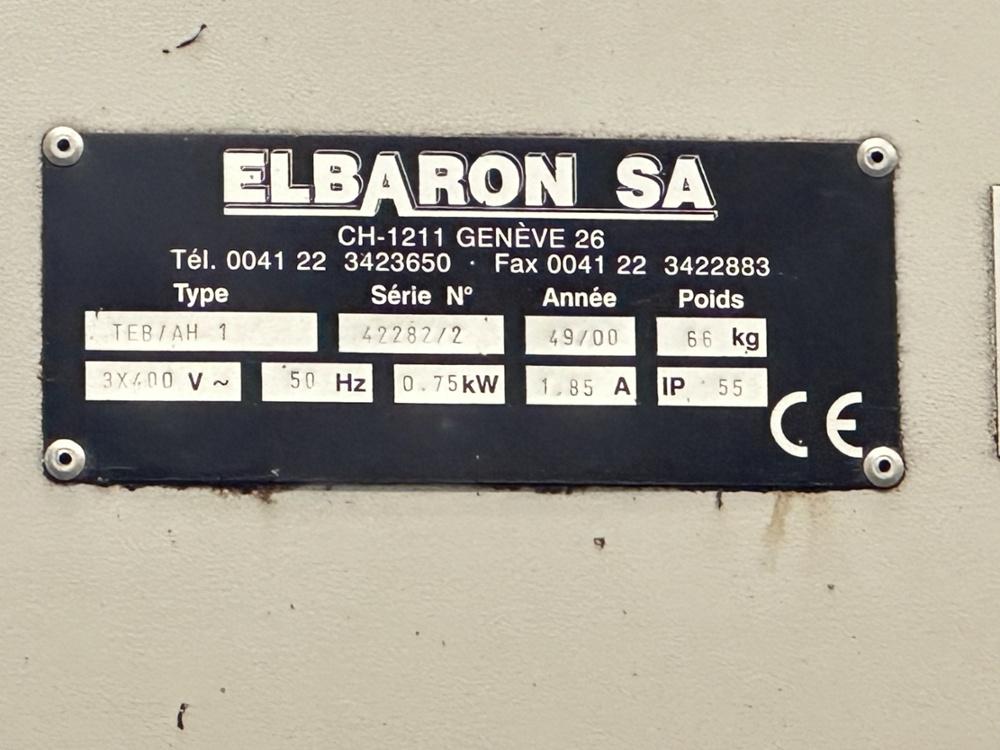 ELBARON SA
CH-1211 GENÈVE 26
Tél. 0041 22 3423650 · Fax 0041 22 3422883
Type Série N° Année Poids
TEB/AH 1 42282/2 49/00 66 kg
3X400 V ~ 50 Hz 0.75kW 1.85 A IP 55
CE